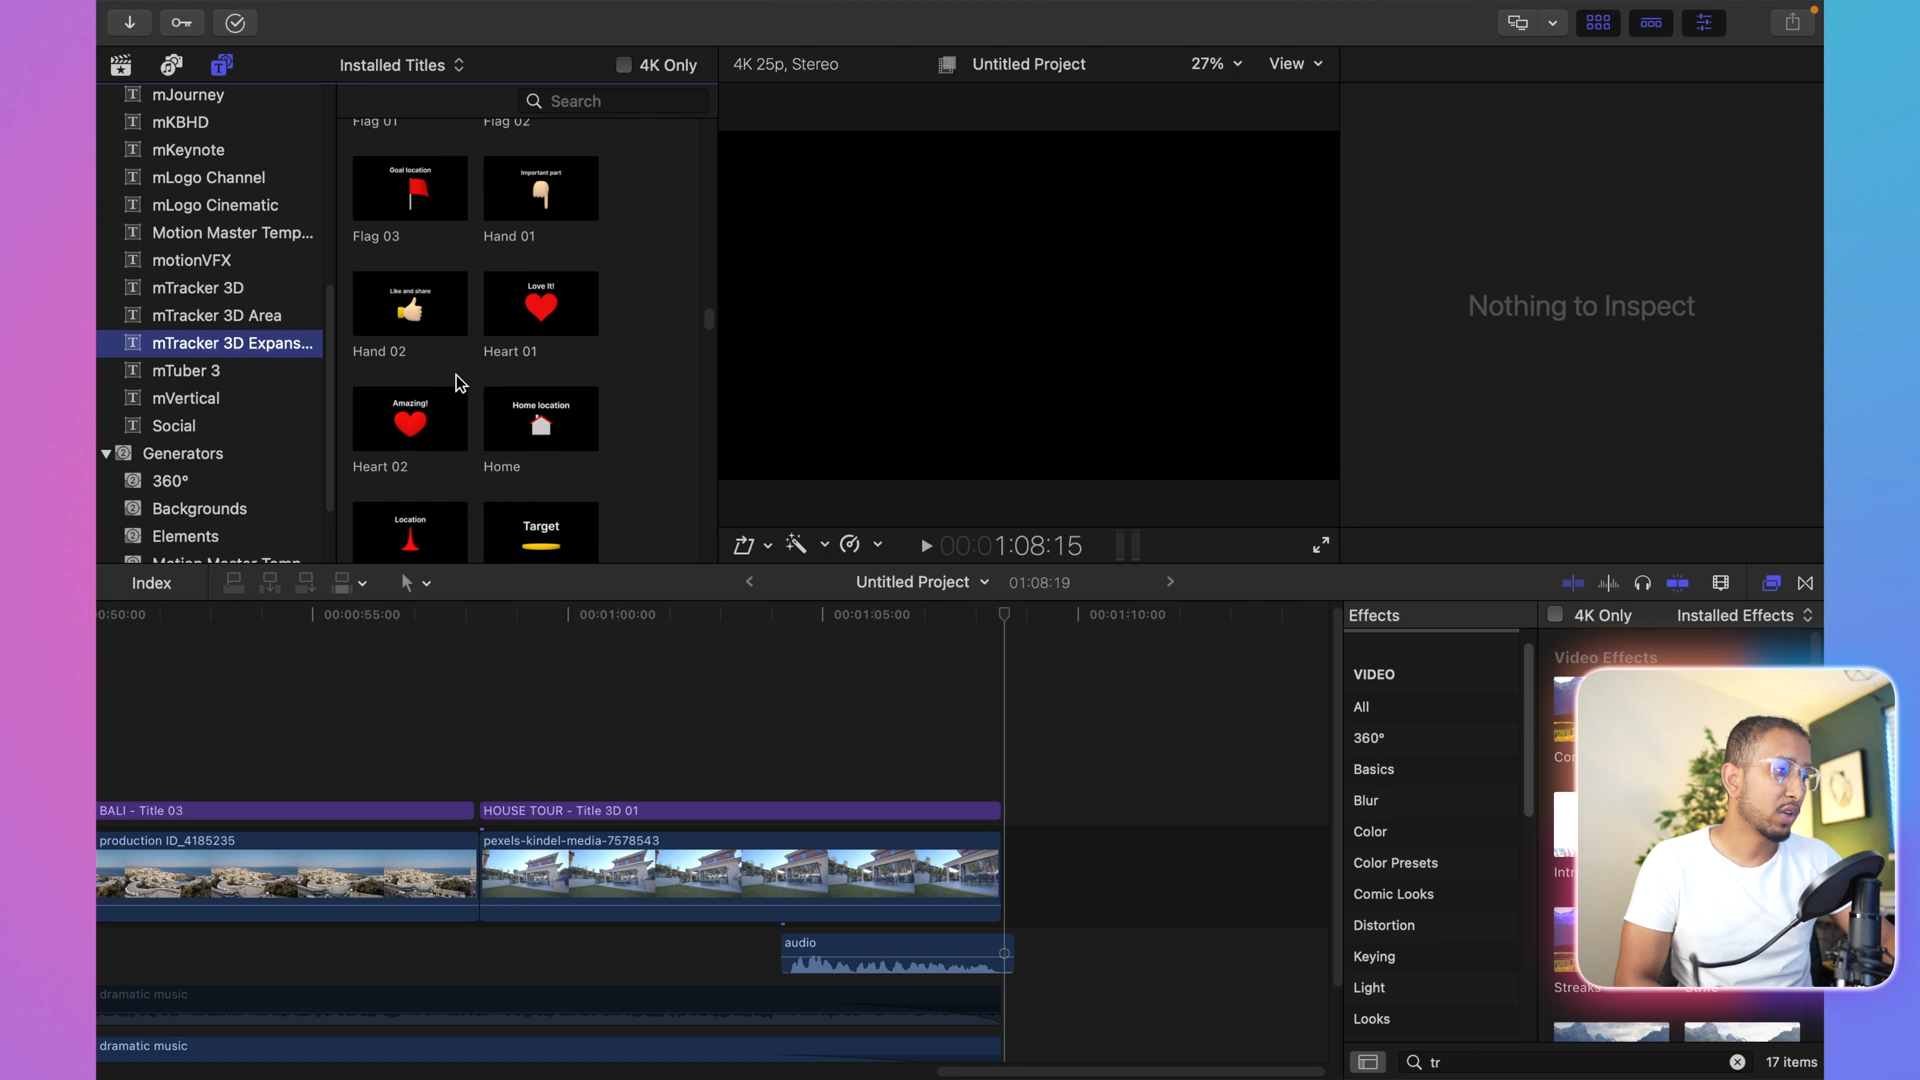 Installed Titles
4K Only
4K 25p, Stereo
Untitled Project
27%
View
mJourney
mKBHD
mKeynote
mLogo Channel
mLogo Cinematic
Motion Master Temp...
motionVFX
mTracker 3D
mTracker 3D Area
mTracker 3D Expans...
mTuber 3
mVertical
Social
Generators
360°
Backgrounds
Elements
Motion Master Temp
Search
Flag 01
Flag 02
Goal location
Important part
Flag 03
Hand 01
Like and share
Love It!
Hand 02
Heart 01
Amazing!
Home location
Heart 02
Home
Location
Target
Nothing to Inspect
00:01:08:15
Index
Untitled Project
01:08:19
0:50:00
00:00:55:00
00:01:00:00
00:01:05:00
00:01:10:00
BALI - Title 03
HOUSE TOUR - Title 3D 01
production ID_4185235
pexels-kindel-media-7578543
audio
dramatic music
dramatic music
Effects
4K Only
Installed Effects
VIDEO
All
360°
Basics
Blur
Color
Color Presets
Comic Looks
Distortion
Keying
Light
Looks
Video Effects
Streaks
tr
17 items